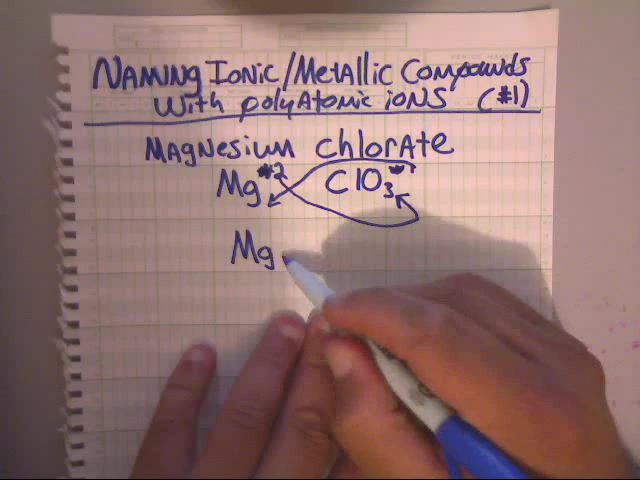 NAMING IONIC/METALLIC COMPOUNDS
WITH POLYATOMIC IONS (#1)
MAGNESIUM CHLORATE
Mg +2 ClO3
Mg